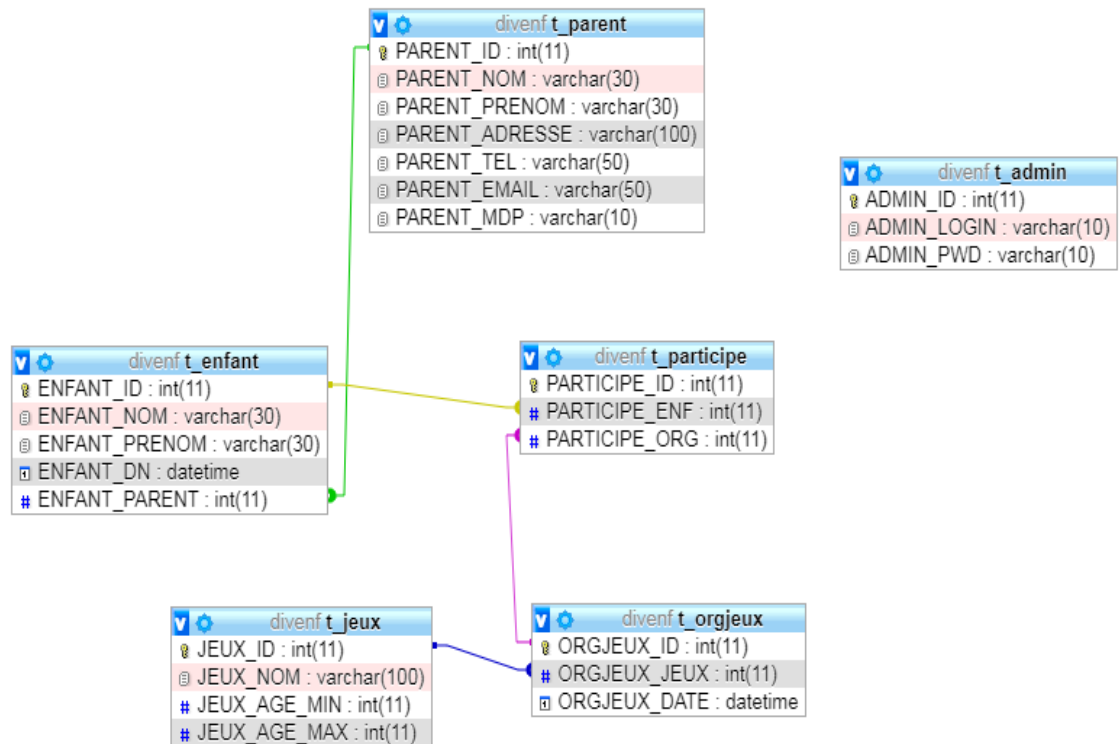 divenf t_parent
PARENT_ID : int(11)
PARENT_NOM : varchar(30)
PARENT_PRENOM : varchar(30)
PARENT_ADRESSE : varchar(100)
PARENT_TEL : varchar(50)
PARENT_EMAIL : varchar(50)
PARENT_MDP : varchar(10)
divenf t_admin
ADMIN_ID : int(11)
ADMIN_LOGIN : varchar(10)
ADMIN_PWD : varchar(10)
divenf t_enfant
ENFANT_ID : int(11)
ENFANT_NOM : varchar(30)
ENFANT_PRENOM : varchar(30)
ENFANT_DN : datetime
# ENFANT_PARENT : int(11)
divenf t_participe
PARTICIPE_ID : int(11)
# PARTICIPE_ENF : int(11)
# PARTICIPE_ORG : int(11)
divenf t_jeux
JEUX_ID : int(11)
JEUX_NOM : varchar(100)
# JEUX_AGE_MIN : int(11)
# JEUX_AGE_MAX : int(11)
divenf t_orgjeux
ORGJEUX_ID : int(11)
# ORGJEUX_JEUX : int(11)
ORGJEUX_DATE : datetime